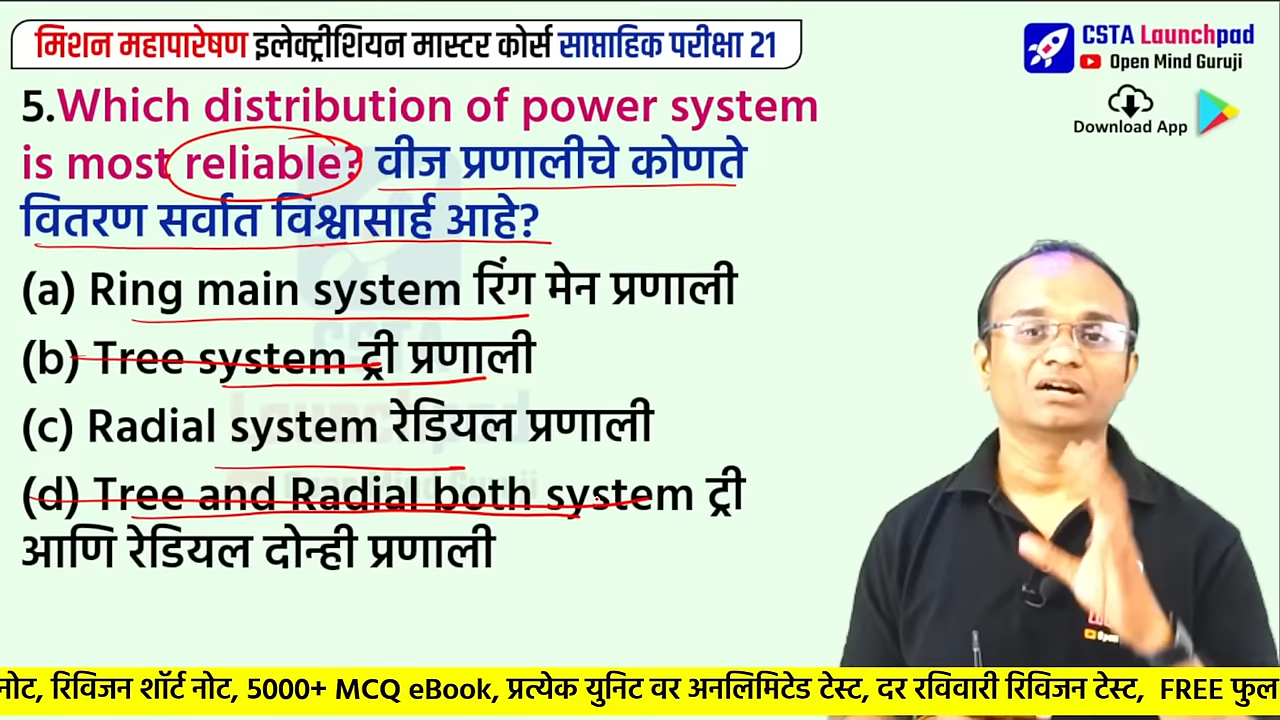 मिशन महापारेषण इलेक्ट्रीशियन मास्टर कोर्स साप्ताहिक परीक्षा 21
CSTA Launchpad
Open Mind Guruji
Download App
5.Which distribution of power system
is most reliable? वीज प्रणालीचे कोणते
वितरण सर्वात विश्वासार्ह आहे?
(a) Ring main system रिंग मेन प्रणाली
(b) Tree system ट्री प्रणाली
(c) Radial system रेडियल प्रणाली
(d) Tree and Radial both system ट्री
आणि रेडियल दोन्ही प्रणाली
नोट, रिविजन शॉर्ट नोट, 5000+ MCQ eBook, प्रत्येक युनिट वर अनलिमिटेड टेस्ट, दर रविवारी रिविजन टेस्ट, FREE फुल